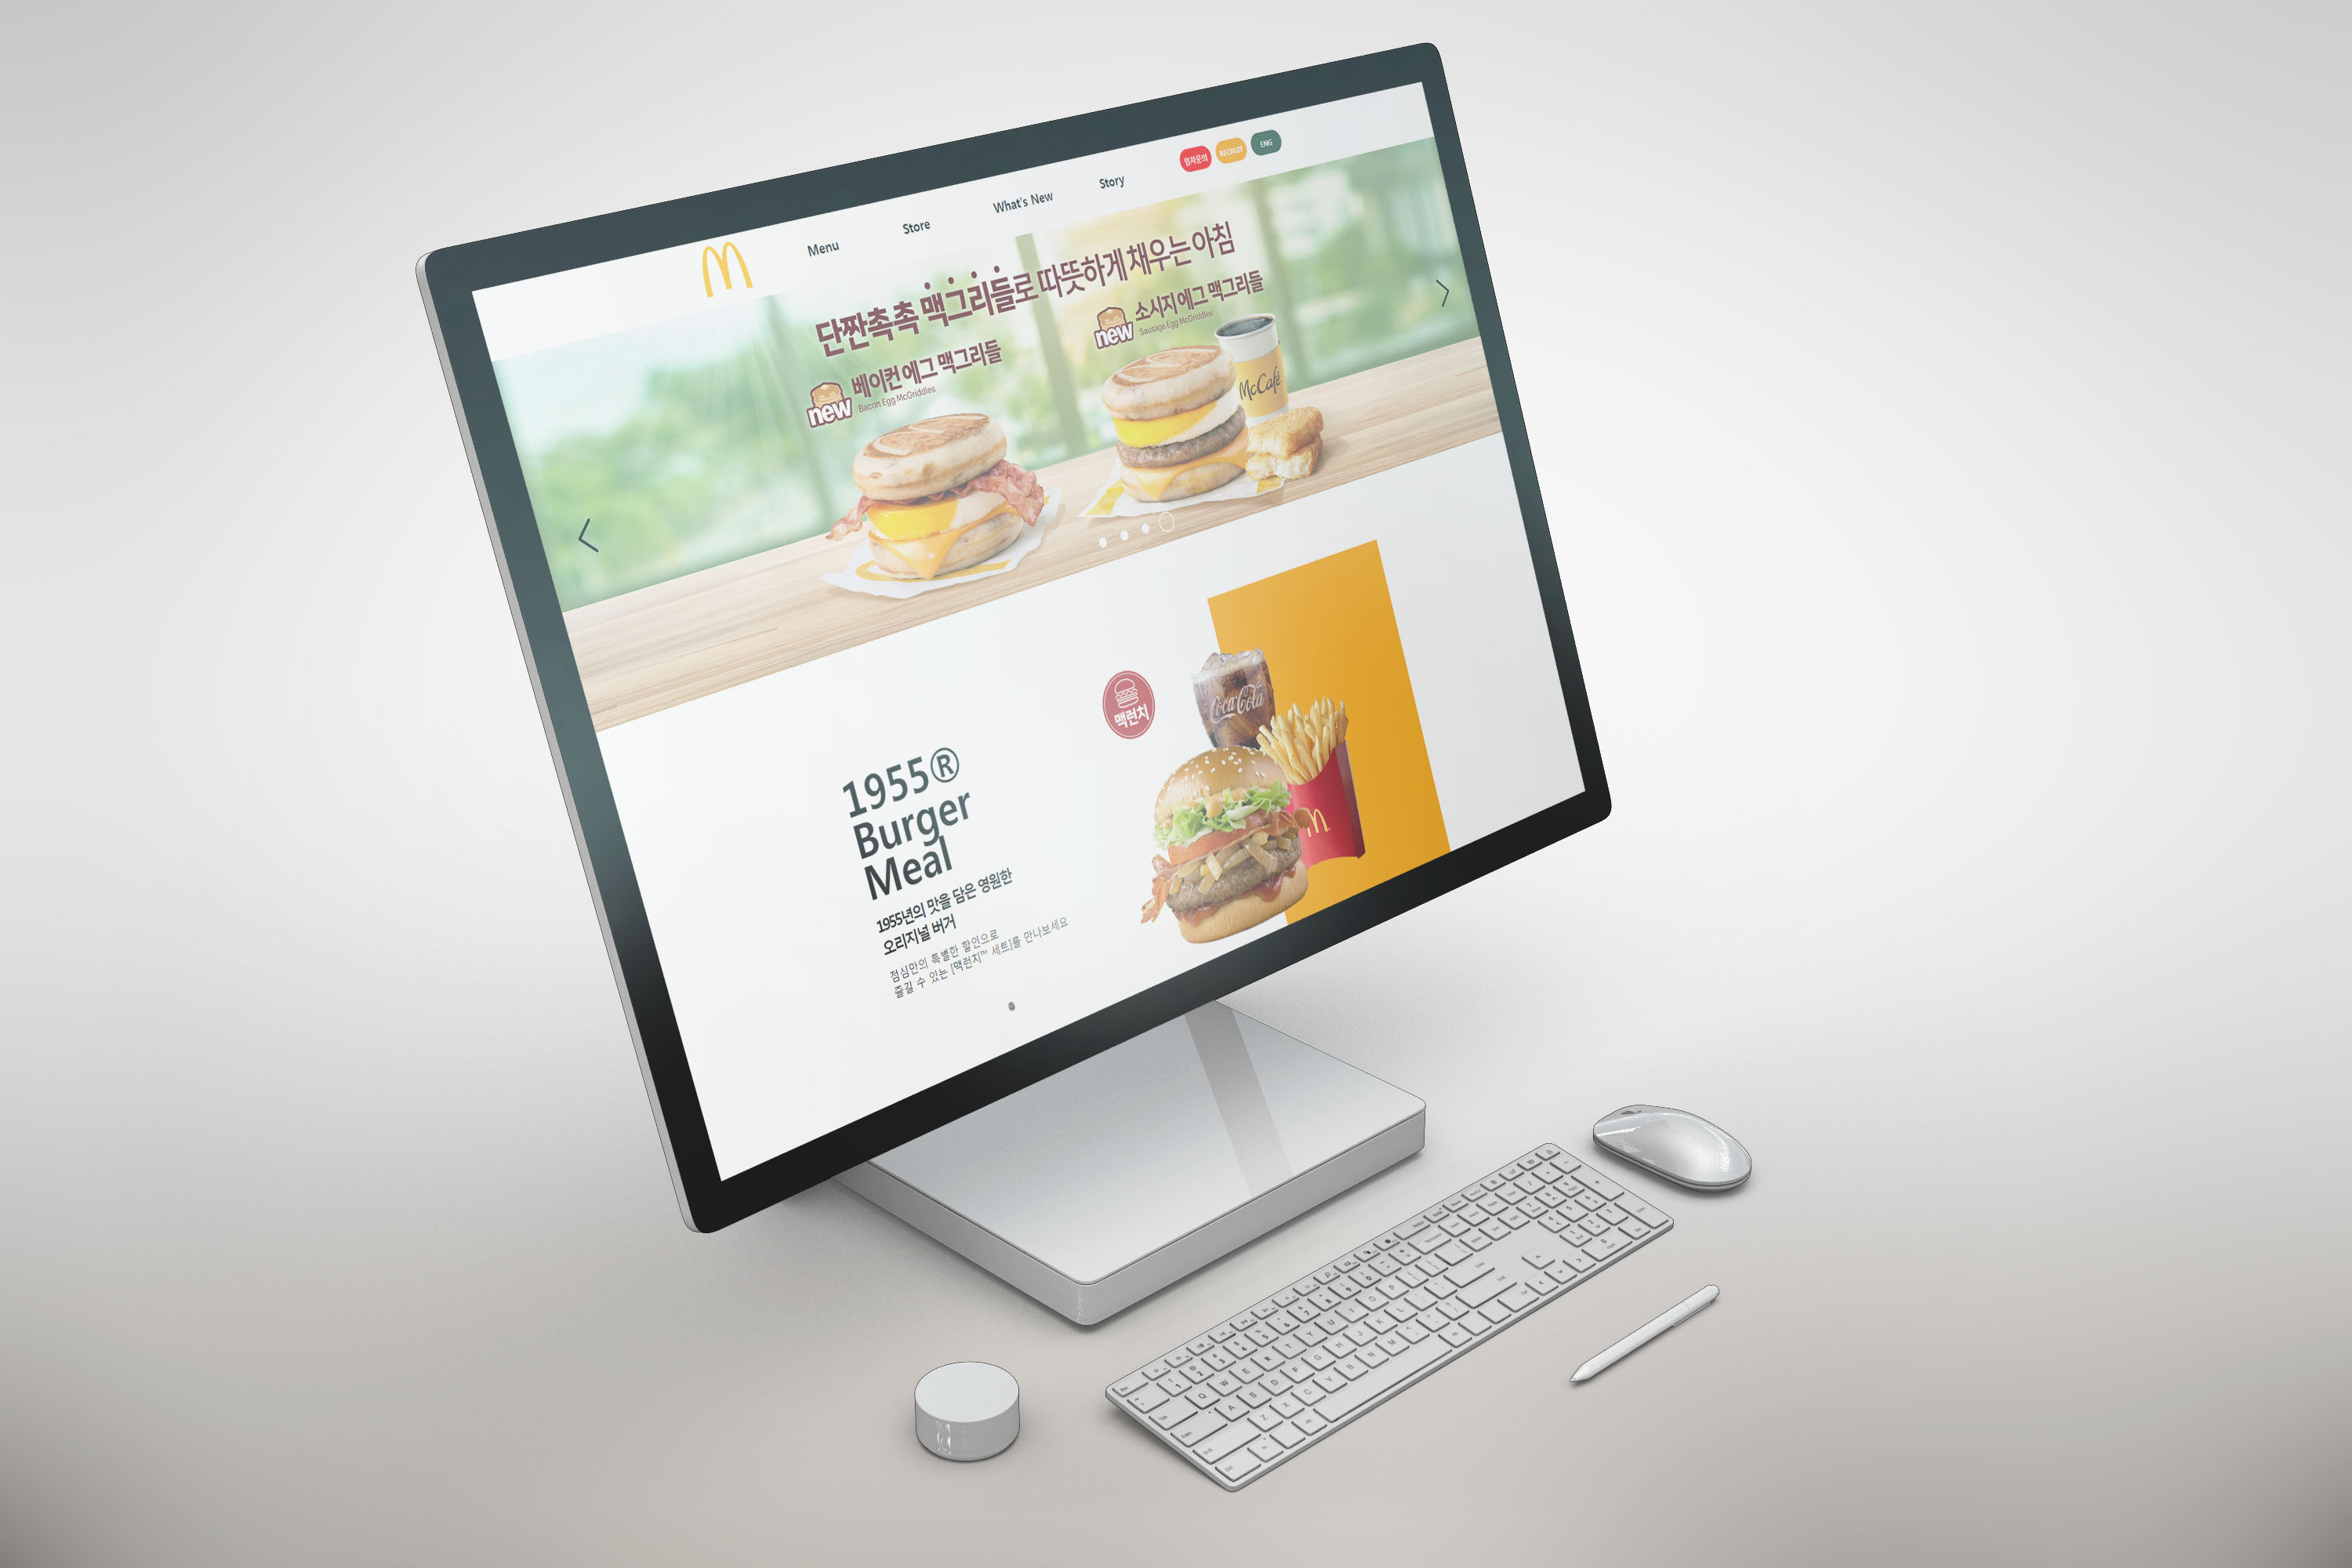 Menu
Store
What's New
Story
임차문의
RECRUIT
ENG
단짠촉촉 맥그리들로 따뜻하게 채우는 아침
new
베이컨 에그 맥그리들
Bacon Egg McGriddles
new
소시지 에그 맥그리들
Sausage Egg McGriddles
McCafé
1955®
Burger
Meal
1955년의 맛을 담은 영원한
오리지널 버거
점심만의 특별한 할인으로
즐길 수 있는 [맥런치™ 세트]를 만나보세요
맥런치
Coca-Cola